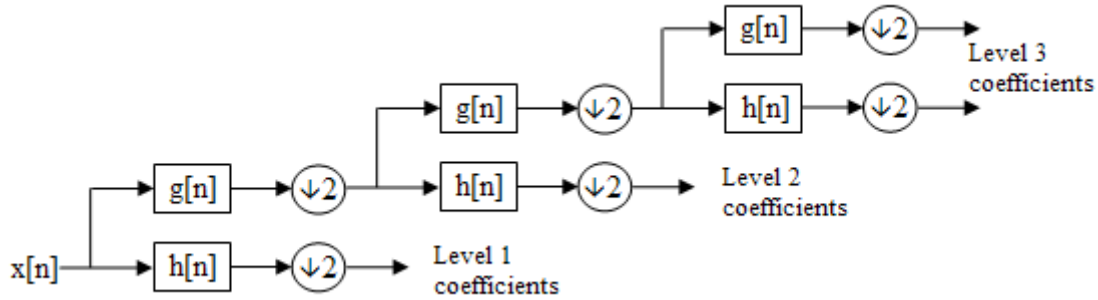 g[n] ↓2
Level 3
coefficients
g[n] ↓2 h[n] ↓2
g[n] ↓2 h[n] ↓2
Level 2
coefficients
x[n] h[n] ↓2
Level 1
coefficients